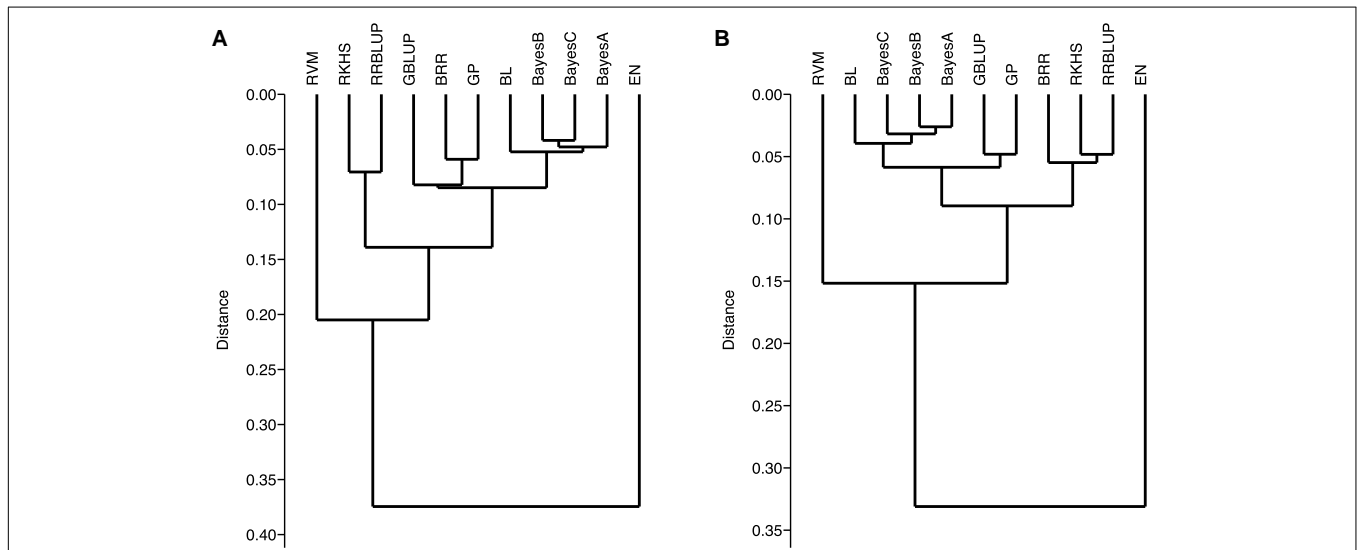 A
RVM
RKHS
RRBLUP
GBLUP
BRR
GP
BL
BayesB
BayesC
BayesA
EN
0.00
0.05
0.10
0.15
0.20
0.25
0.30
0.35
0.40
Distance
B
RVM
BL
BayesC
BayesB
BayesA
GBLUP
GP
BRR
RKHS
RRBLUP
EN
0.00
0.05
0.10
0.15
0.20
0.25
0.30
0.35
Distance